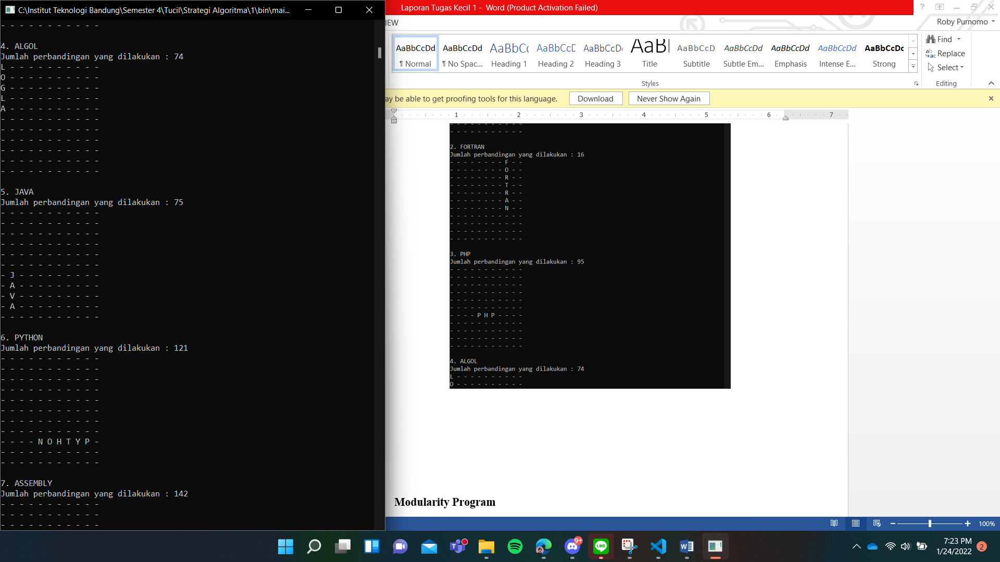 C:\Institut Teknologi Bandung\Semester 4\Tucil\Strategi Algoritma\1\bin\mai...
- - - - - - - - - - -
4. ALGOL
Jumlah perbandingan yang dilakukan : 74
L - - - - - - - - - -
O - - - - - - - - - -
G - - - - - - - - - -
L - - - - - - - - - -
A - - - - - - - - - -
- - - - - - - - - - -
- - - - - - - - - - -
- - - - - - - - - - -
- - - - - - - - - - -
- - - - - - - - - - -
- - - - - - - - - - -
5. JAVA
Jumlah perbandingan yang dilakukan : 75
- - - - - - - - - - -
- - - - - - - - - - -
- - - - - - - - - - -
- - - - - - - - - - -
- - - - - - - - - - -
- - - - - - - - - - -
- J - - - - - - - - -
- A - - - - - - - - -
- V - - - - - - - - -
- A - - - - - - - - -
- - - - - - - - - - -
6. PYTHON
Jumlah perbandingan yang dilakukan : 121
- - - - - - - - - - -
- - - - - - - - - - -
- - - - - - - - - - -
- - - - - - - - - - -
- - - - - - - - - - -
- - - - - - - - - - -
- - - - - - - - - - -
- - - - - - - - - - -
- - - - N O H T Y P -
- - - - - - - - - - -
- - - - - - - - - - -
7. ASSEMBLY
Jumlah perbandingan yang dilakukan : 142
- - - - - - - - - - -
- - - - - - - - - - -
- - - - - - - - - - -
Laporan Tugas Kecil 1 - Word (Product Activation Failed)
IEW
Roby Purnomo
AaBbCcDd AaBbCcDd AaBbCc AaBbCcD AaBbCcD AaBl AaBbCcD AaBbCcDd AaBbCcDd AaBbCcDd AaBbCcDc
¶ Normal ¶ No Spac... Heading 1 Heading 2 Heading 3 Title Subtitle Subtle Em... Emphasis Intense E... Strong
Styles
Find
Replace
Select
Editing
ay be able to get proofing tools for this language. Download Never Show Again
1 2 3 4 5 6 7
- - - - - - - - - - -
- - - - - - - - - - -
2. FORTRAN
Jumlah perbandingan yang dilakukan : 16
- - - - - - - - F - -
- - - - - - - - O - -
- - - - - - - - R - -
- - - - - - - - T - -
- - - - - - - - R - -
- - - - - - - - A - -
- - - - - - - - N - -
- - - - - - - - - - -
- - - - - - - - - - -
- - - - - - - - - - -
- - - - - - - - - - -
3. PHP
Jumlah perbandingan yang dilakukan : 95
- - - - - - - - - - -
- - - - - - - - - - -
- - - - - - - - - - -
- - - - - - - - - - -
- - - - - - - - - - -
- - - - - - - - - - -
- - - - P H P - - - -
- - - - - - - - - - -
- - - - - - - - - - -
- - - - - - - - - - -
- - - - - - - - - - -
4. ALGOL
Jumlah perbandingan yang dilakukan : 74
L - - - - - - - - - -
O - - - - - - - - - -
Modularity Program
100%
9+
7:23 PM
1/24/2022
2